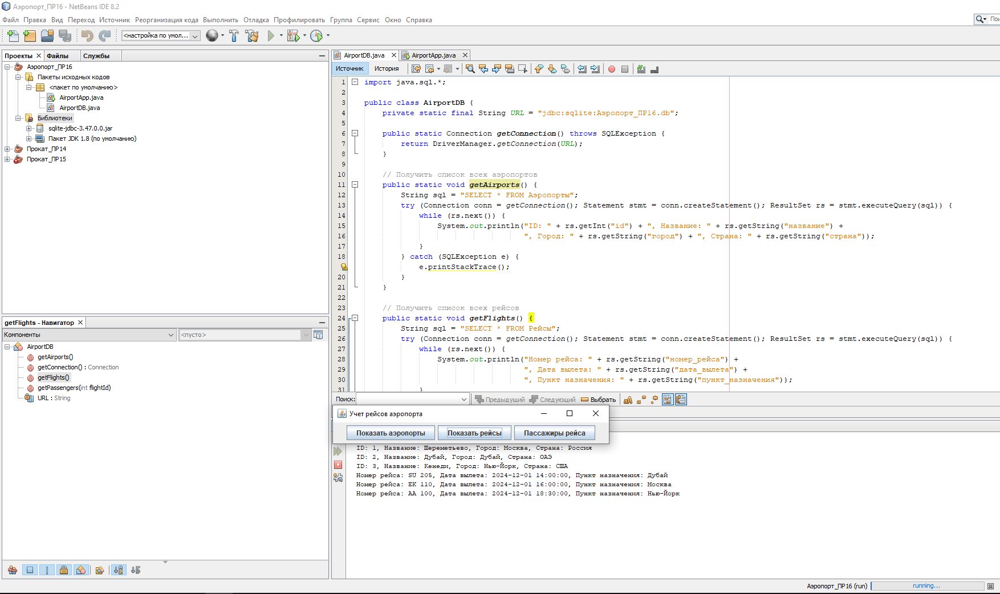 Аэропорт_ПР16 - NetBeans IDE 8.2
Файл Правка Вид Переход Источник Реорганизация кода Выполнить Отладка Профилировать Группа Сервис Окно Справка
<настройка по умол...
Проекты Файлы Службы
Аэропорт_ПР16
Пакеты исходных кодов
<пакет по умолчанию>
AirportApp.java
AirportDB.java
Библиотеки
sqlite-jdbc-3.47.0.0.jar
Пакет JDK 1.8 (по умолчанию)
Прокат_ПР14
Прокат_ПР15
getFlights - Навигатор
Компоненты <пусто>
AirportDB
getAirports()
getConnection() : Connection
getFlights()
getPassengers(int flightId)
URL : String
AirportDB.java AirportApp.java
Источник История
1 import java.sql.*;
2
3 public class AirportDB {
4 private static final String URL = "jdbc:sqlite:Аэропорт_ПР16.db";
5
6 public static Connection getConnection() throws SQLException {
7 return DriverManager.getConnection(URL);
8 }
9
10 // Получить список всех аэропортов
11 public static void getAirports() {
12 String sql = "SELECT * FROM Аэропорты";
13 try (Connection conn = getConnection(); Statement stmt = conn.createStatement(); ResultSet rs = stmt.executeQuery(sql)) {
14 while (rs.next()) {
15 System.out.println("ID: " + rs.getInt("id") + ", Название: " + rs.getString("название") +
16 ", Город: " + rs.getString("город") + ", Страна: " + rs.getString("страна"));
17 }
18 } catch (SQLException e) {
e.printStackTrace();
20 }
21 }
22
23 // Получить список всех рейсов
24 public static void getFlights() {
25 String sql = "SELECT * FROM Рейсы";
26 try (Connection conn = getConnection(); Statement stmt = conn.createStatement(); ResultSet rs = stmt.executeQuery(sql)) {
27 while (rs.next()) {
28 System.out.println("Номер рейса: " + rs.getString("номер_рейса") +
29 ", Дата вылета: " + rs.getString("дата_вылета") +
30 ", Пункт назначения: " + rs.getString("пункт_назначения"));
31 }
Поиск: Предыдущий Следующий Выбрать
Учет рейсов аэропорта
Показать аэропорты Показать рейсы Пассажиры рейса
ID: 1, Название: Шереметьево, Город: Москва, Страна: Россия
ID: 2, Название: Дубай, Город: Дубай, Страна: ОАЭ
ID: 3, Название: Кенеди, Город: Нью-Йорк, Страна: США
Номер рейса: SU 205, Дата вылета: 2024-12-01 14:00:00, Пункт назначения: Дубай
Номер рейса: EK 110, Дата вылета: 2024-12-01 16:00:00, Пункт назначения: Москва
Номер рейса: AA 100, Дата вылета: 2024-12-01 18:30:00, Пункт назначения: Нью-Йорк
Аэропорт_ПР16 (run) running...